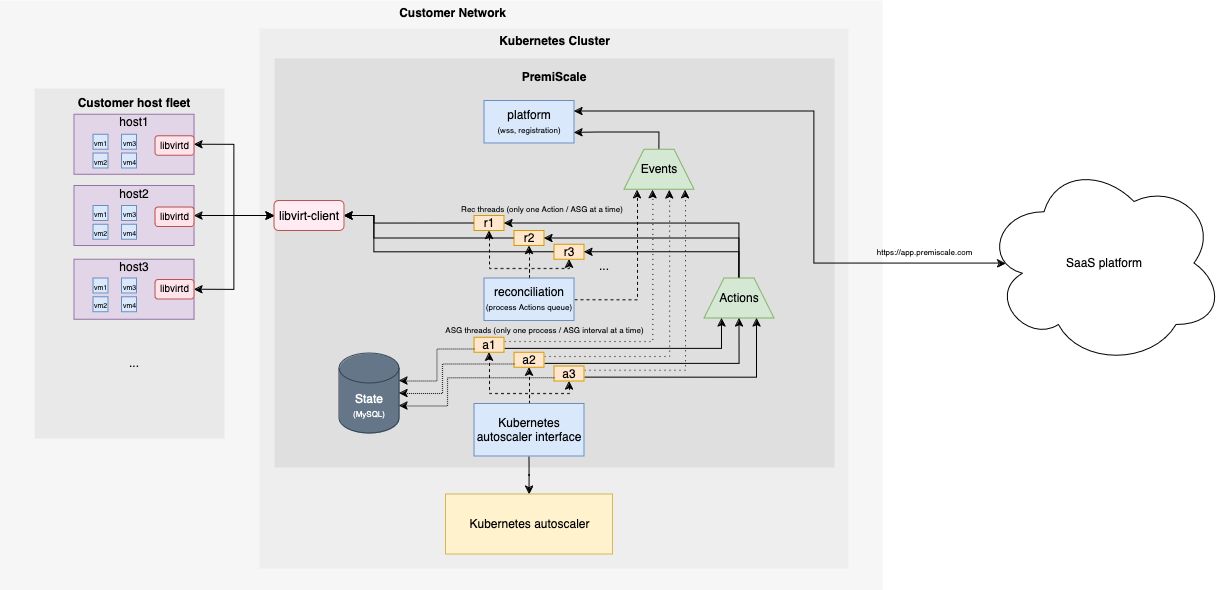 Customer Network
Kubernetes Cluster
PremiScale
Customer host fleet
host1
vm1
vm3
vm2
vm4
libvirtd
host2
vm1
vm3
vm2
vm4
libvirtd
host3
vm1
vm3
vm2
vm4
libvirtd
...
libvirt-client
platform
(wss, registration)
Events
Rec threads (only one Action / ASG at a time)
r1
r2
r3
...
reconciliation
(process Actions queue)
Actions
ASG threads (only one process / ASG interval at a time)
a1
a2
a3
State
(MySQL)
Kubernetes
autoscaler interface
Kubernetes autoscaler
https://app.premiscale.com
SaaS platform